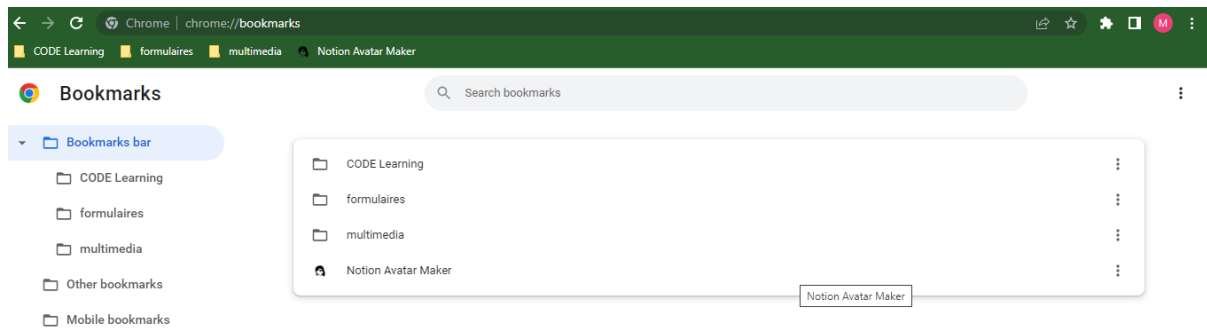 Chrome | chrome://bookmarks
M
CODE Learning formulaires multimedia Notion Avatar Maker
Bookmarks
Search bookmarks
Bookmarks bar
CODE Learning
formulaires
multimedia
Other bookmarks
Mobile bookmarks
CODE Learning
formulaires
multimedia
Notion Avatar Maker
Notion Avatar Maker